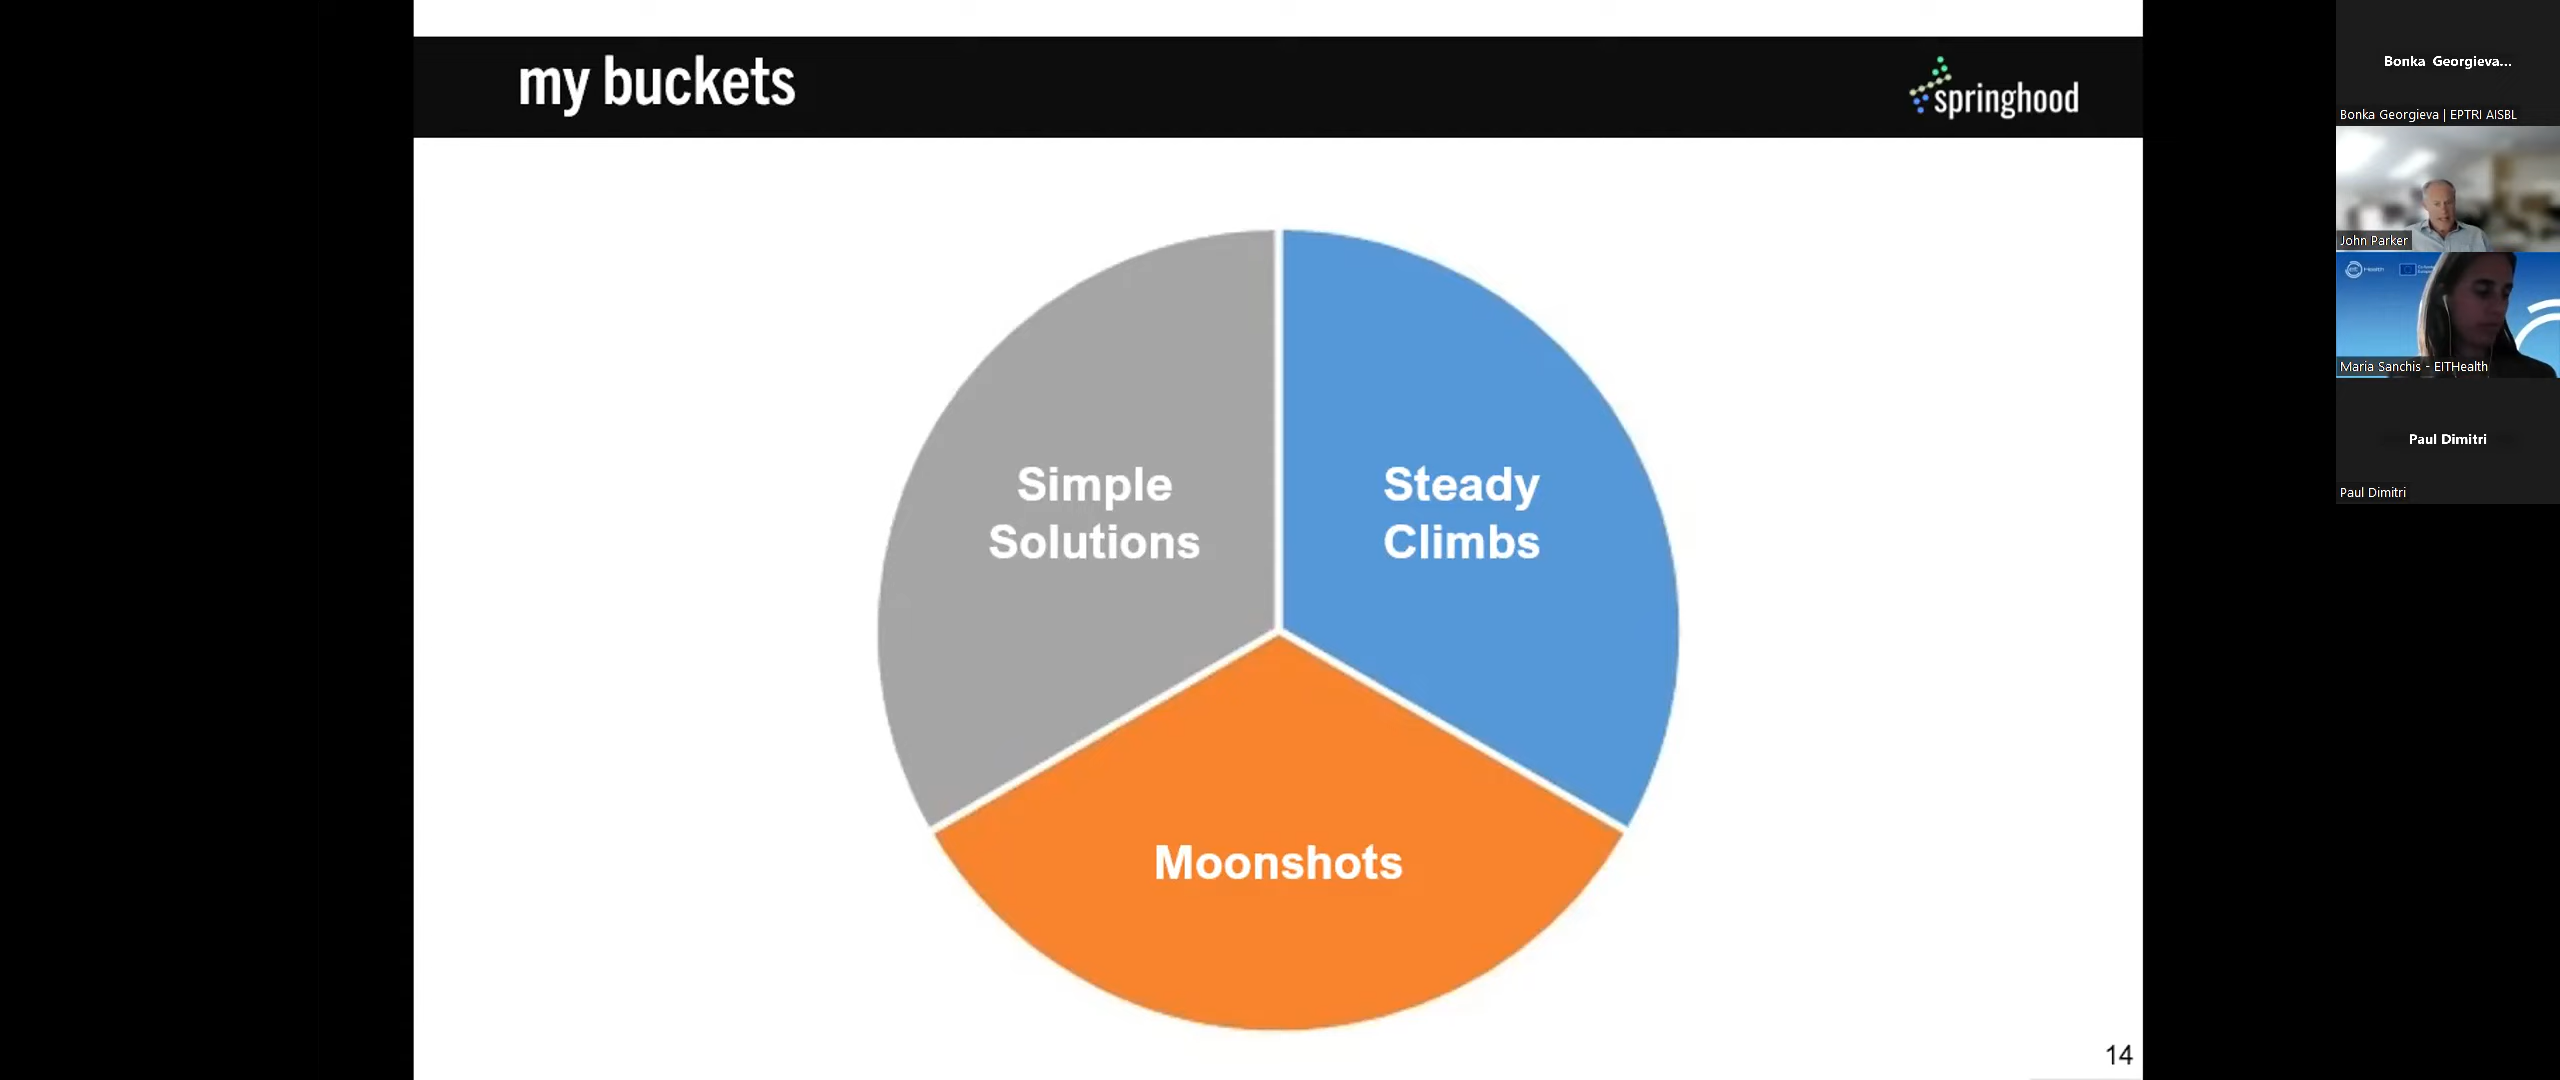 my buckets
springhood
Simple
Solutions
Steady
Climbs
Moonshots
14
Bonka Georgieva...
Bonka Georgieva | EPTRI AISBL
John Parker
Health
Maria Sanchis - EITHealth
Paul Dimitri
Paul Dimitri